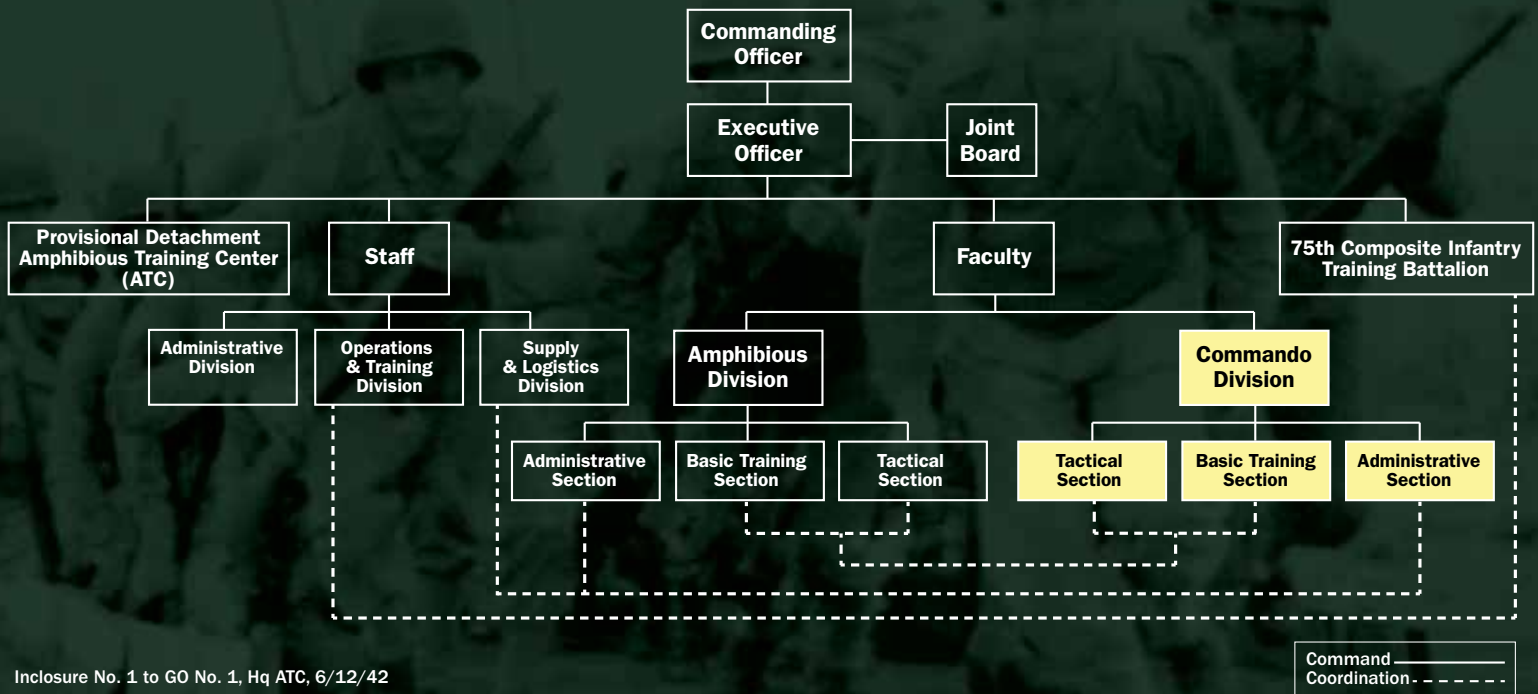 Commanding
Officer
Executive
Officer
Joint
Board
Provisional Detachment
Amphibious Training Center
(ATC)
Staff
Faculty
75th Composite Infantry
Training Battalion
Administrative
Division
Operations
& Training
Division
Supply
& Logistics
Division
Amphibious
Division
Commando
Division
Administrative
Section
Basic Training
Section
Tactical
Section
Tactical
Section
Basic Training
Section
Administrative
Section
Inclosure No. 1 to GO No. 1, Hq ATC, 6/12/42
Command
Coordination